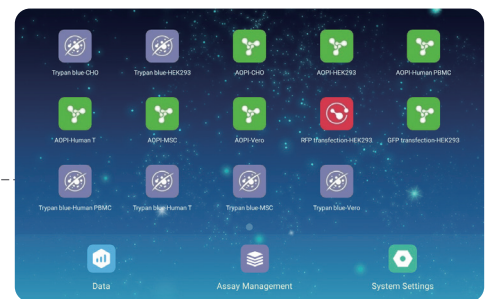 Trypan blue-CHO
Trypan blue-HEK293
AOPI-CHO
AOPI-HEK293
AOPI-Human PBMC
AOPI-Human T
AOPI-MSC
AOPI-Vero
RFP transfection-HEK293
GFP transfection-HEK293
Trypan blue-Human PBMC
Trypan blue-Human T
Trypan blue-MSC
Trypan blue-Vero
Data
Assay Management
System Settings